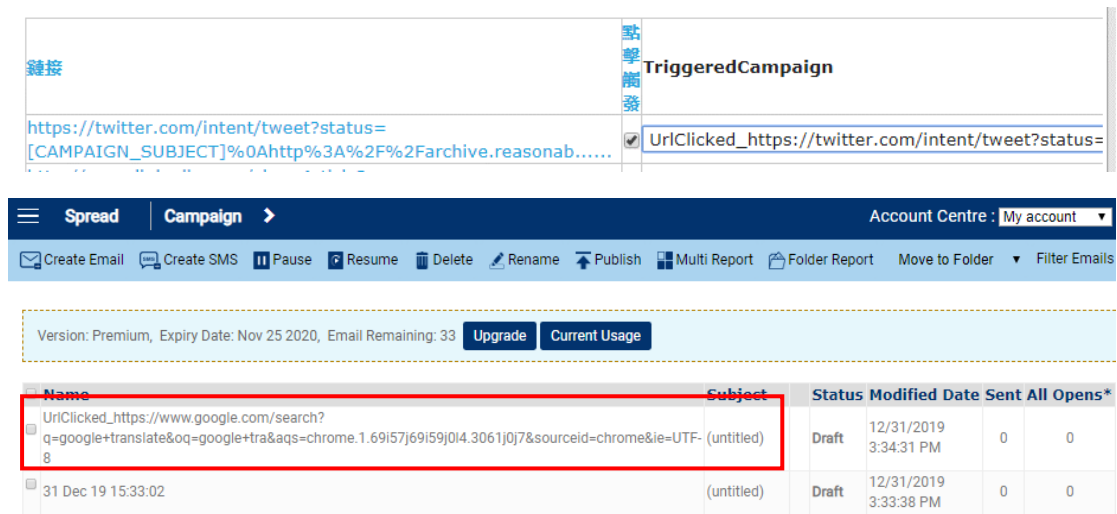 鏈接
點擊觸發
TriggeredCampaign
https://twitter.com/intent/tweet?status=
[CAMPAIGN_SUBJECT]%0Ahttp%3A%2F%2Farchive.reasonab......
UrlClicked_https://twitter.com/intent/tweet?status=
Spread
Campaign
Account Centre : My account
Create Email
Create SMS
Pause
Resume
Delete
Rename
Publish
Multi Report
Folder Report
Move to Folder
Filter Emails
Version: Premium, Expiry Date: Nov 25 2020, Email Remaining: 33
Upgrade
Current Usage
Name
Subject
Status
Modified Date
Sent
All Opens*
UrlClicked_https://www.google.com/search?
q=google+translate&oq=google+tra&aqs=chrome.1.69i57j69i59j0l4.3061j0j7&sourceid=chrome&ie=UTF-
8
(untitled)
Draft
12/31/2019
3:34:31 PM
0
0
31 Dec 19 15:33:02
(untitled)
Draft
12/31/2019
3:33:38 PM
0
0